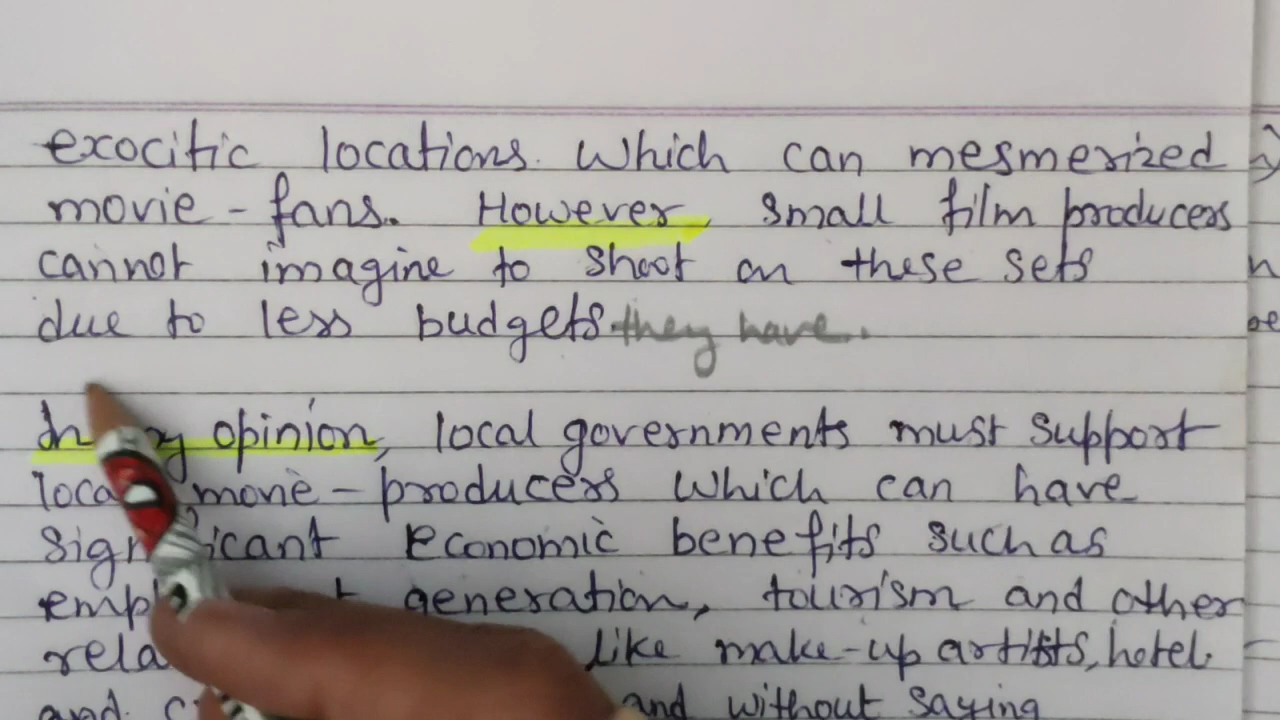 exocitic locations. Which can mesmerized
movie-fans. However, small film producers
cannot imagine to shoot on these sets
due to less budgets. they have.
In my opinion, local governments must support
movie-producers which can have
economic benefits such as
generation, tourism and other
like make-up artists, hotel.
and without saying